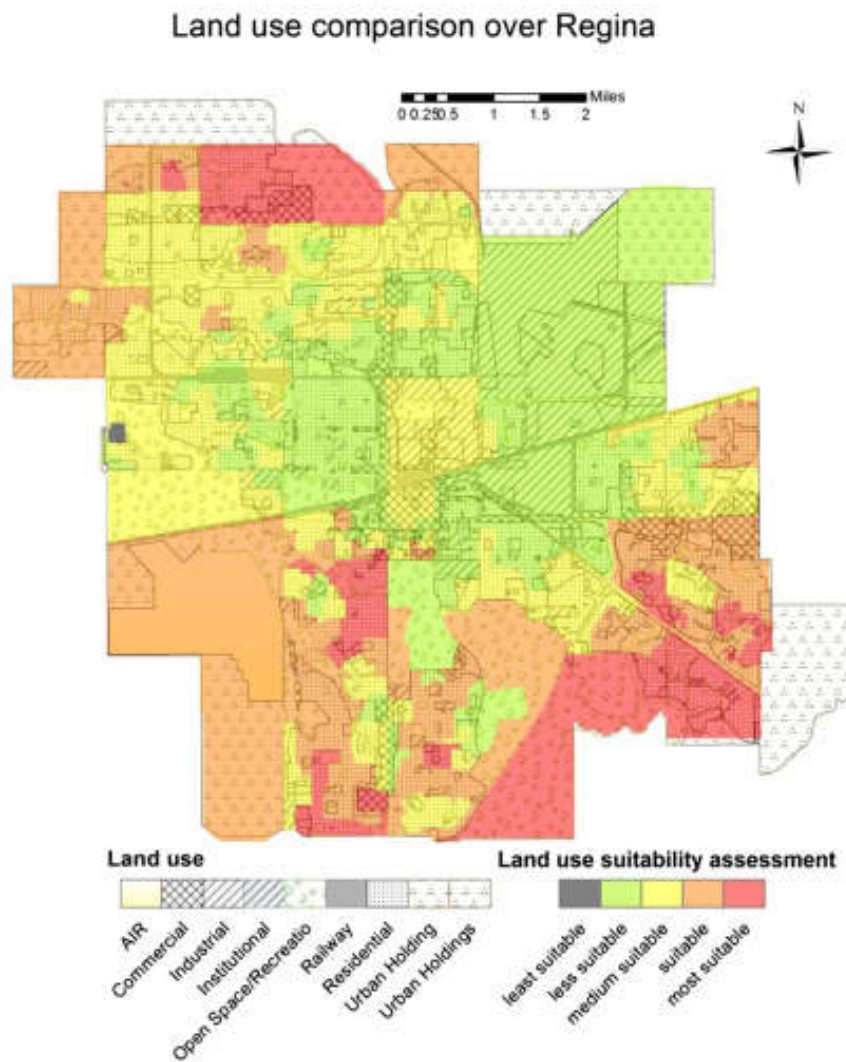 Land use comparison over Regina
Miles
0 0.25 0.5 1 1.5 2
N
Land use
Land use suitability assessment
AIR
Commercial
Industrial
Institutional
Open Space/Recreatio
Railway
Residential
Urban Holding
Urban Holdings
least suitable
less suitable
medium suitable
suitable
most suitable